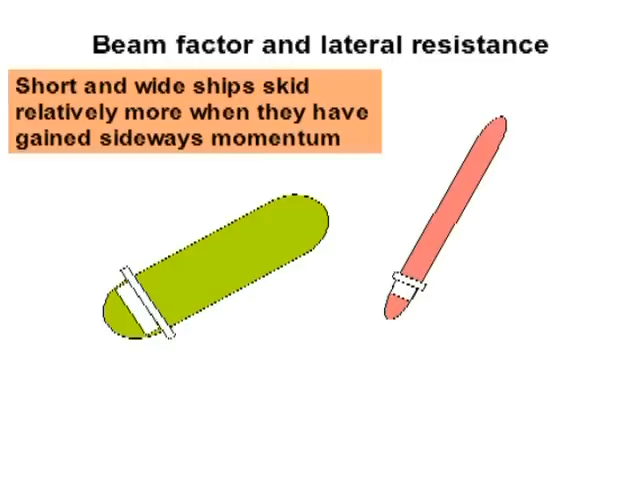 Beam factor and lateral resistance
Short and wide ships skid
relatively more when they have
gained sideways momentum